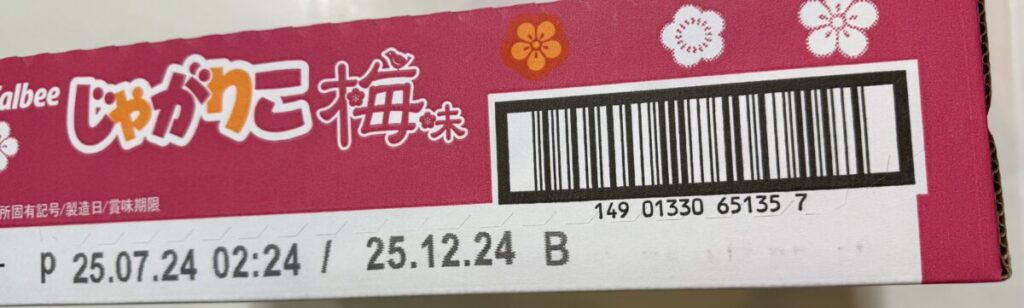 Calbee
じゃがりこ梅味
所固有記号/製造日/賞味期限
149 01330 65135 7
p 25.07.24 02:24 / 25.12.24 B